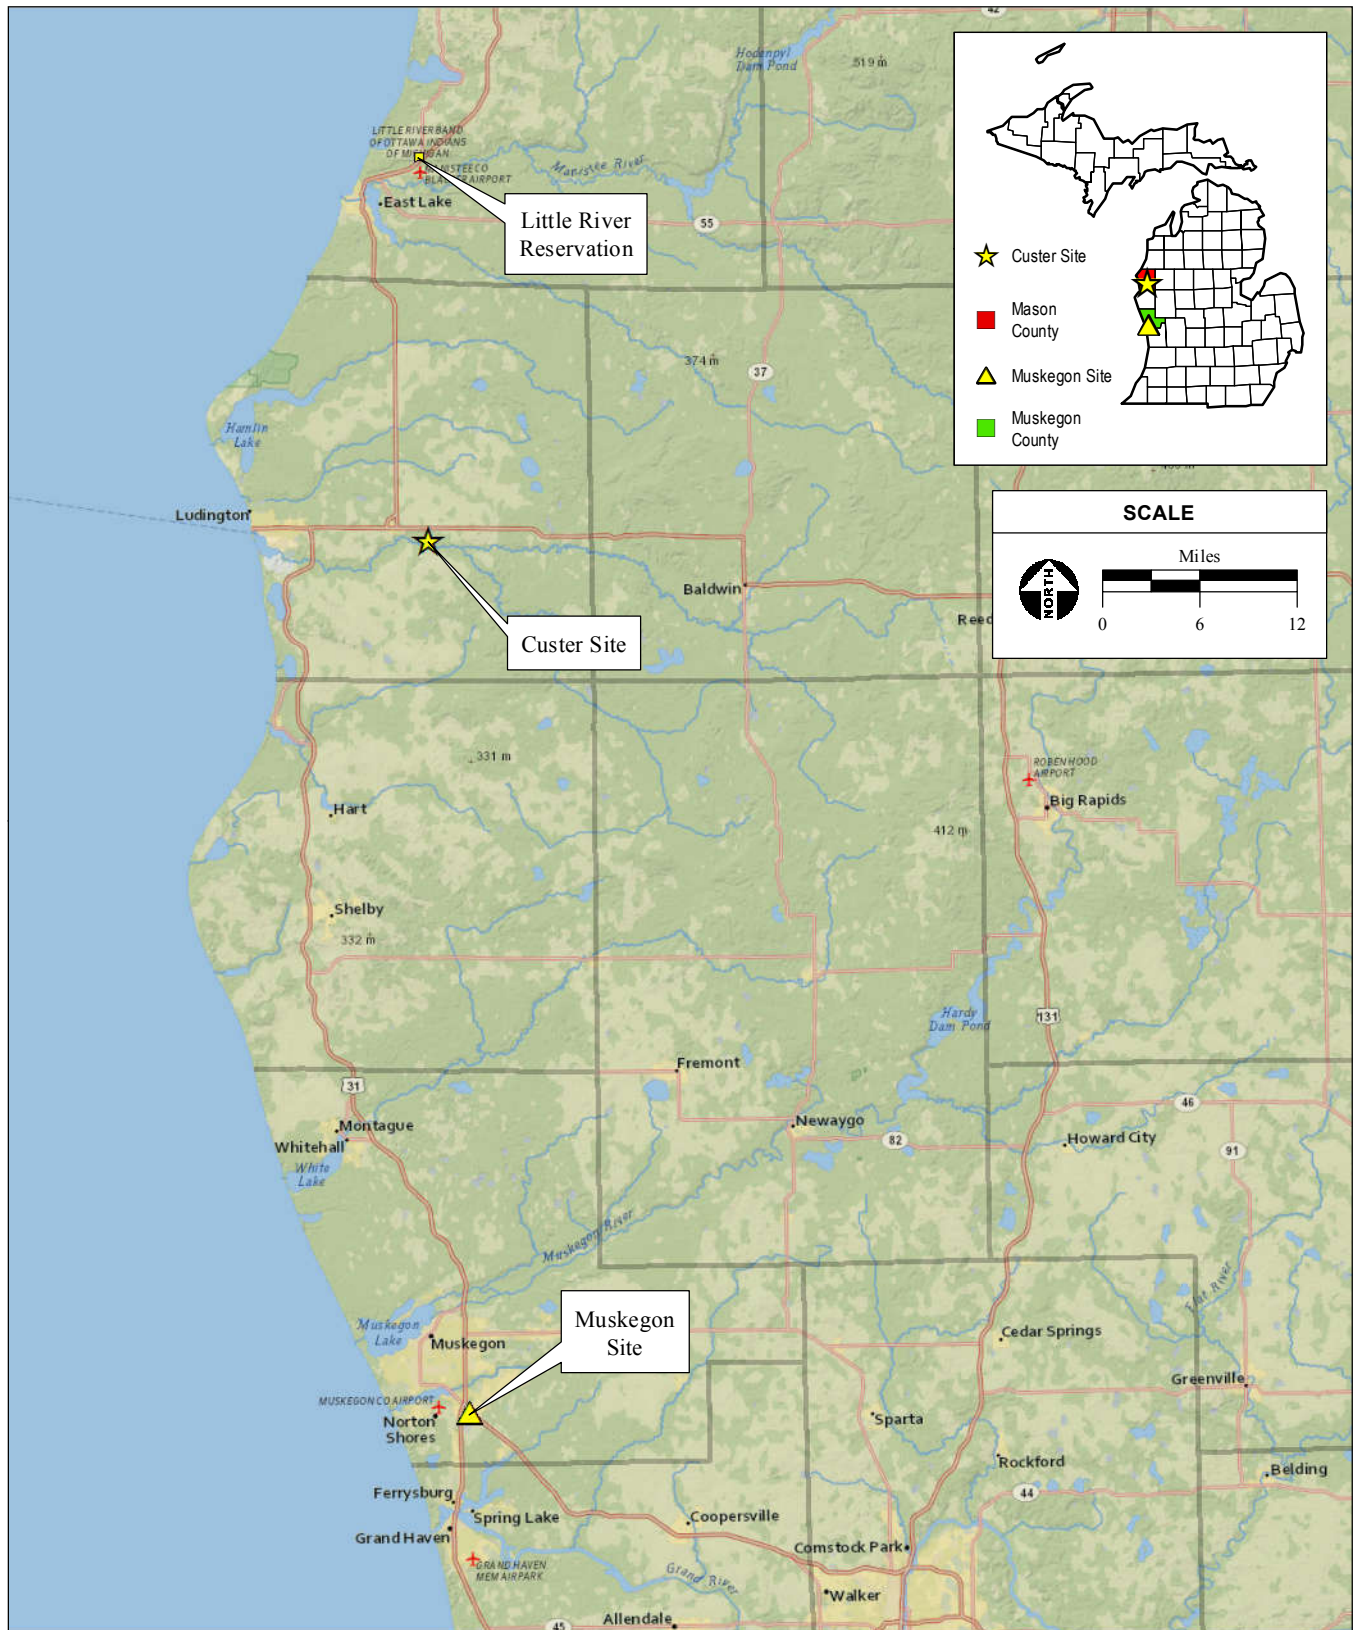 42
Hodenpyl
Dam Pond
519 m
LITTLE RIVER BAND
OF OTTAWA INDIANS
OF MICHIGAN
MANISTEE CO
BLACKER AIRPORT
Manistee River
East Lake
Little River
Reservation
55
374 m
37
Hamlin
Lake
Ludington
Custer Site
Baldwin
Reed
Custer Site
Mason
County
Muskegon Site
Muskegon
County
SCALE
NORTH
Miles
0
6
12
331 m
ROBEN HOOD
AIRPORT
Big Rapids
Hart
412 m
Shelby
332 m
Hardy
Dam Pond
131
Fremont
31
46
Montague
Newaygo
Whitehall
82
Howard City
91
White
Lake
Muskegon River
Flat River
Muskegon
Site
Muskegon
Lake
Muskegon
Cedar Springs
Greenville
MUSKEGON CO AIRPORT
Norton
Shores
Sparta
Rockford
Belding
Ferrysburg
44
Spring Lake
Coopersville
Grand Haven
Comstock Park
GRAND HAVEN
MEM AIRPARK
Grand River
Walker
Allendale
45